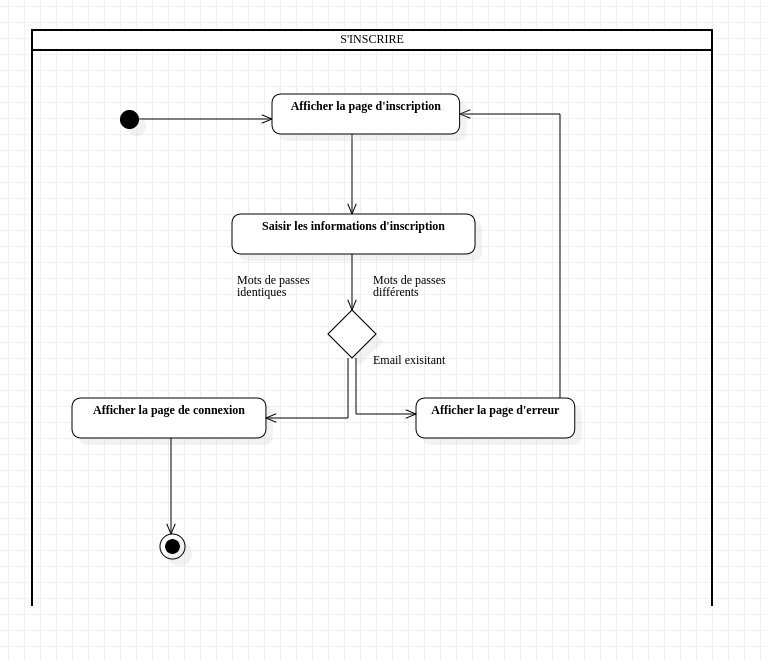 S'INSCRIRE
Afficher la page d'inscription
Saisir les informations d'inscription
Mots de passes
identiques
Mots de passes
différents
Email exisitant
Afficher la page de connexion
Afficher la page d'erreur